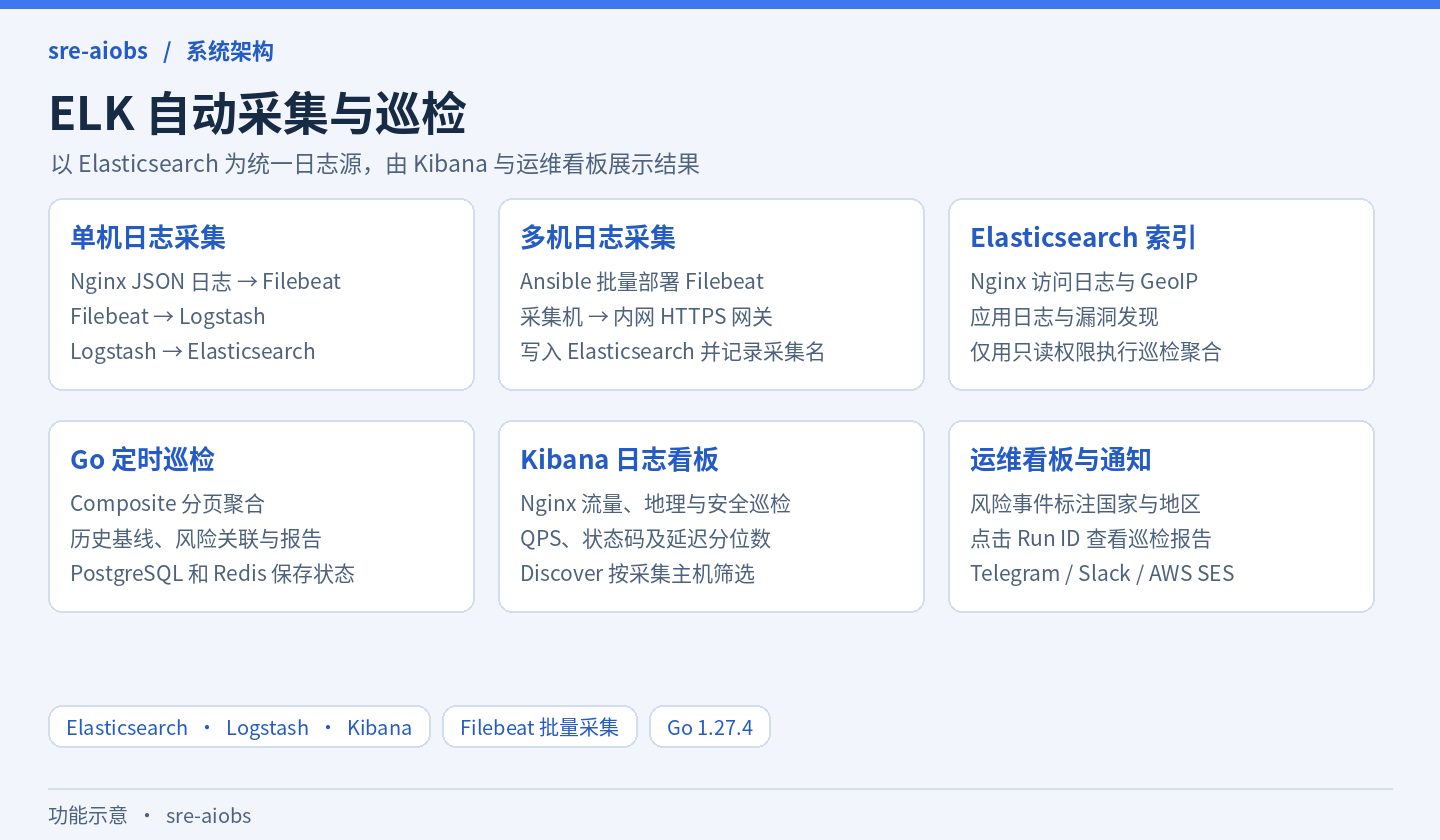 sre-aiobs / 系统架构
ELK 自动采集与巡检
以 Elasticsearch 为统一日志源，由 Kibana 与运维看板展示结果
单机日志采集
Nginx JSON 日志 → Filebeat
Filebeat → Logstash
Logstash → Elasticsearch
多机日志采集
Ansible 批量部署 Filebeat
采集机 → 内网 HTTPS 网关
写入 Elasticsearch 并记录采集名
Elasticsearch 索引
Nginx 访问日志与 GeoIP
应用日志与漏洞发现
仅用只读权限执行巡检聚合
Go 定时巡检
Composite 分页聚合
历史基线、风险关联与报告
PostgreSQL 和 Redis 保存状态
Kibana 日志看板
Nginx 流量、地理与安全巡检
QPS、状态码及延迟分位数
Discover 按采集主机筛选
运维看板与通知
风险事件标注国家与地区
点击 Run ID 查看巡检报告
Telegram / Slack / AWS SES
Elasticsearch · Logstash · Kibana
Filebeat 批量采集
Go 1.27.4
功能示意 · sre-aiobs